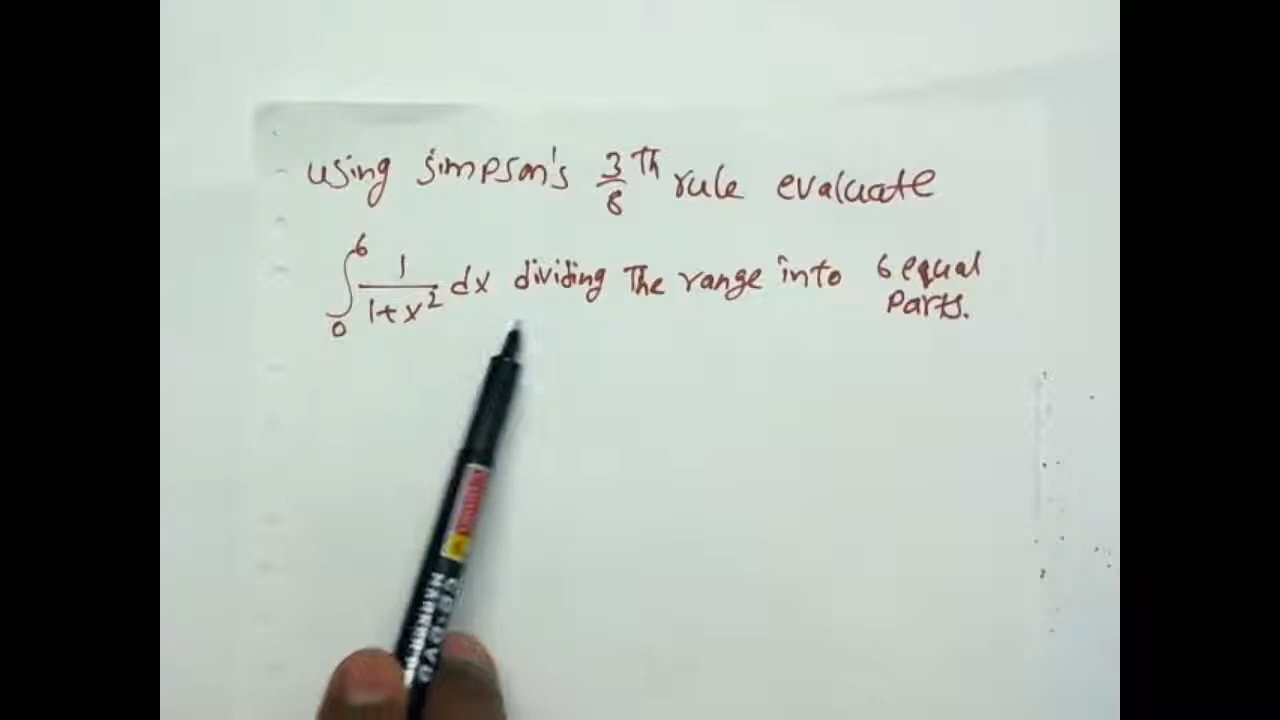 using simpson's 3/8 th rule evaluate
∫₀⁶ 1/(1+x²) dx dividing The range into 6 equal
Parts.